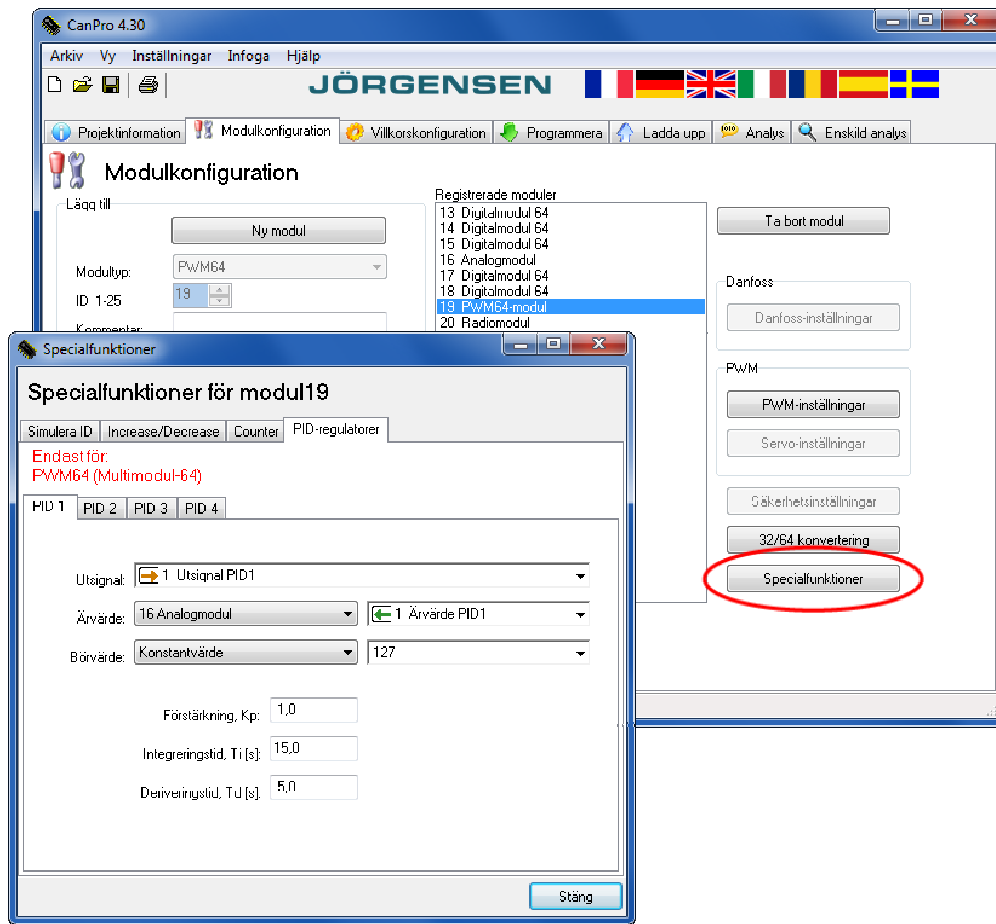 CanPro 4.30
Arkiv Vy Inställningar Infoga Hjälp
JÖRGENSEN
Projektinformation Modulkonfiguration Villkorskonfiguration Programmera Ladda upp Analys Enskild analys
Modulkonfiguration
Lägg till
Ny modul
Modultyp: PWM64
ID 1-25 19
Kommentar:
Registrerade moduler
13 Digitalmodul 64
14 Digitalmodul 64
15 Digitalmodul 64
16 Analogmodul
17 Digitalmodul 64
18 Digitalmodul 64
19 PWM64-modul
20 Radiomodul
Ta bort modul
Danfoss
Danfoss-inställningar
PWM
PWM-inställningar
Servo-inställningar
Säkerhetsinställningar
32/64 konvertering
Specialfunktioner
Specialfunktioner
Specialfunktioner för modul19
Simulera ID Increase/Decrease Counter PID-regulatorer
Endast för:
PWM64 (Multimodul-64)
PID 1 PID 2 PID 3 PID 4
Utsignal: 1 Utsignal PID1
Ärvärde: 16 Analogmodul 1 Ärvärde PID1
Börvärde: Konstantvärde 127
Förstärkning, Kp: 1,0
Integreringstid, Ti [s]: 15,0
Deriveringstid, Td [s]: 5,0
Stäng